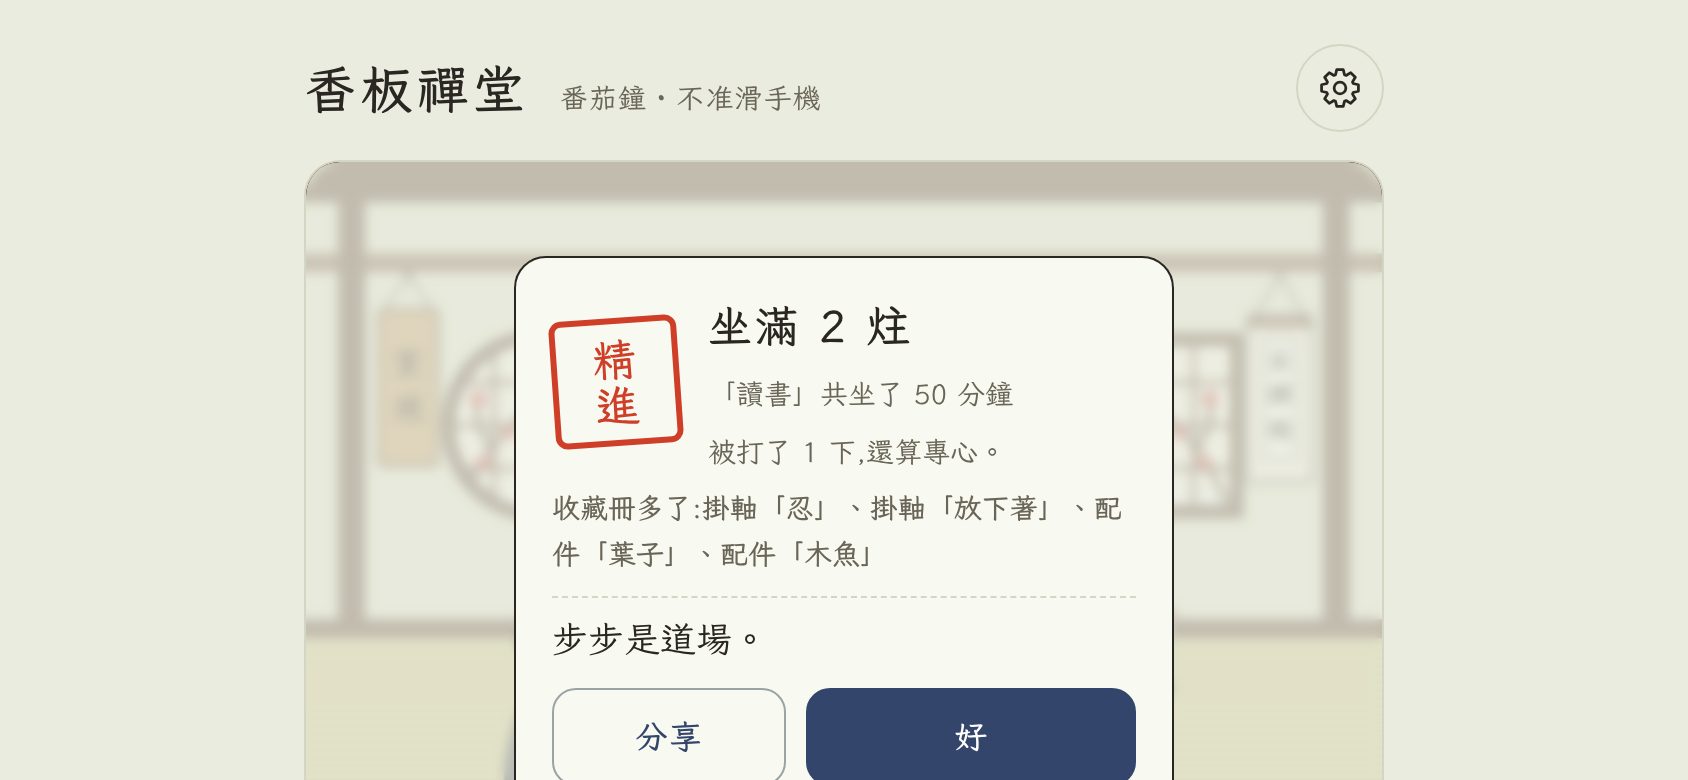 香板禪堂
番茄鐘・不准滑手機
精
進
坐滿 2 炷
「讀書」共坐了 50 分鐘
被打了 1 下,還算專心。
收藏冊多了:掛軸「忍」、掛軸「放下著」、配
件「葉子」、配件「木魚」
步步是道場。
分享
好